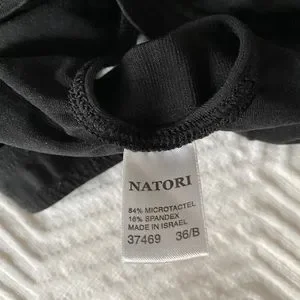 NATORI
84% MICROTACTEL
16% SPANDEX
MADE IN ISRAEL
37469 36/B